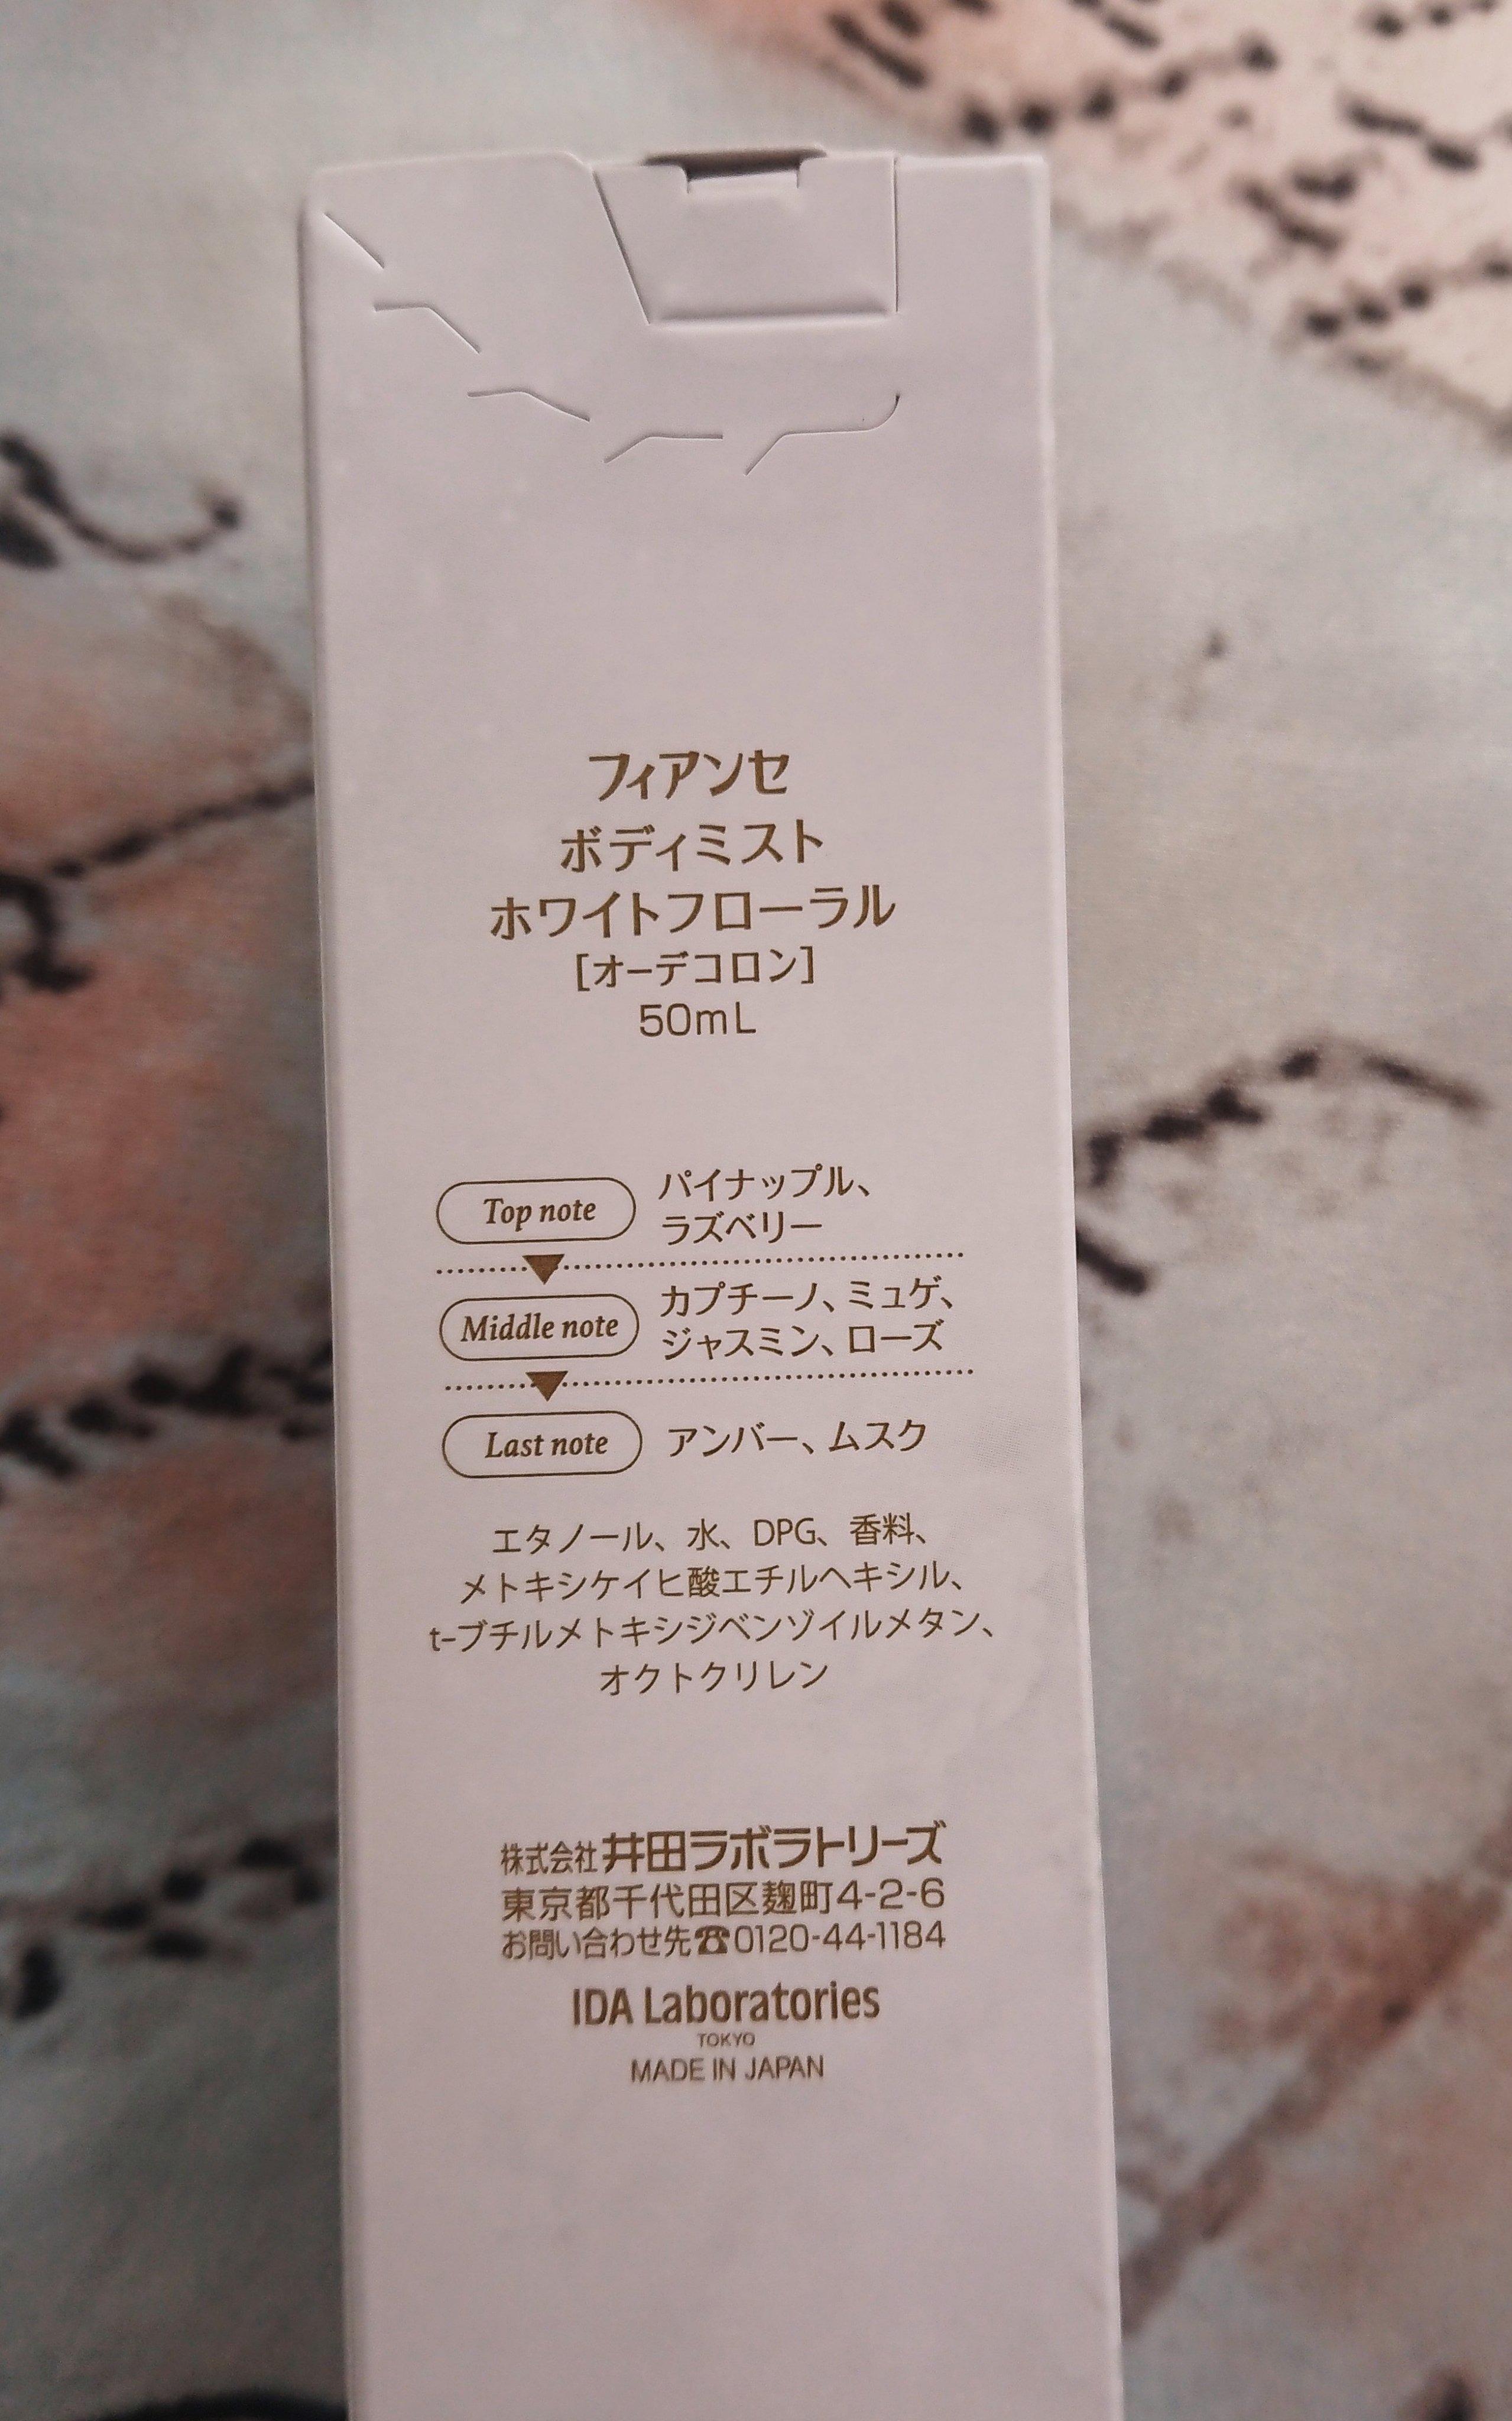 フィアンセ
ボディミスト
ホワイトフローラル
[オーデコロン]
50mL
Top note
パイナップル、
ラズベリー
Middle note
カプチーノ、ミュゲ、
ジャスミン、ローズ
Last note
アンバー、ムスク
エタノール、水、DPG、香料、
メトキシケイヒ酸エチルヘキシル、
t-ブチルメトキシジベンゾイルメタン、
オクトクリレン
株式会社井田ラボラトリーズ
東京都千代田区麹町4-2-6
お問い合わせ先☎0120-44-1184
IDA Laboratories
TOKYO
MADE IN JAPAN